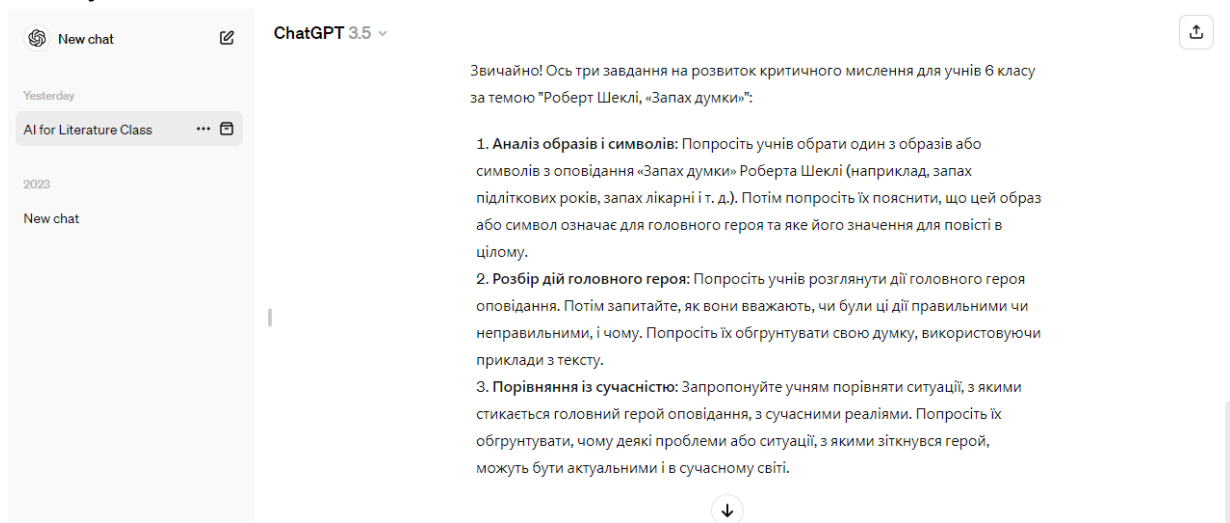 New chat
ChatGPT 3.5
Yesterday
AI for Literature Class
2023
New chat
Звичайно! Ось три завдання на розвиток критичного мислення для учнів 6 класу
за темою "Роберт Шеклі, «Запах думки»":
1. Аналіз образів і символів: Попросіть учнів обрати один з образів або
символів з оповідання «Запах думки» Роберта Шеклі (наприклад, запах
підліткових років, запах лікарні і т. д.). Потім попросіть їх пояснити, що цей образ
або символ означає для головного героя та яке його значення для повісті в
цілому.
2. Розбір дій головного героя: Попросіть учнів розглянути дії головного героя
оповідання. Потім запитайте, як вони вважають, чи були ці дії правильними чи
неправильними, і чому. Попросіть їх обгрунтувати свою думку, використовуючи
приклади з тексту.
3. Порівняння із сучасністю: Запропонуйте учням порівняти ситуації, з якими
стикається головний герой оповідання, з сучасними реаліями. Попросіть їх
обгрунтувати, чому деякі проблеми або ситуації, з якими зіткнувся герой,
можуть бути актуальними і в сучасному світі.